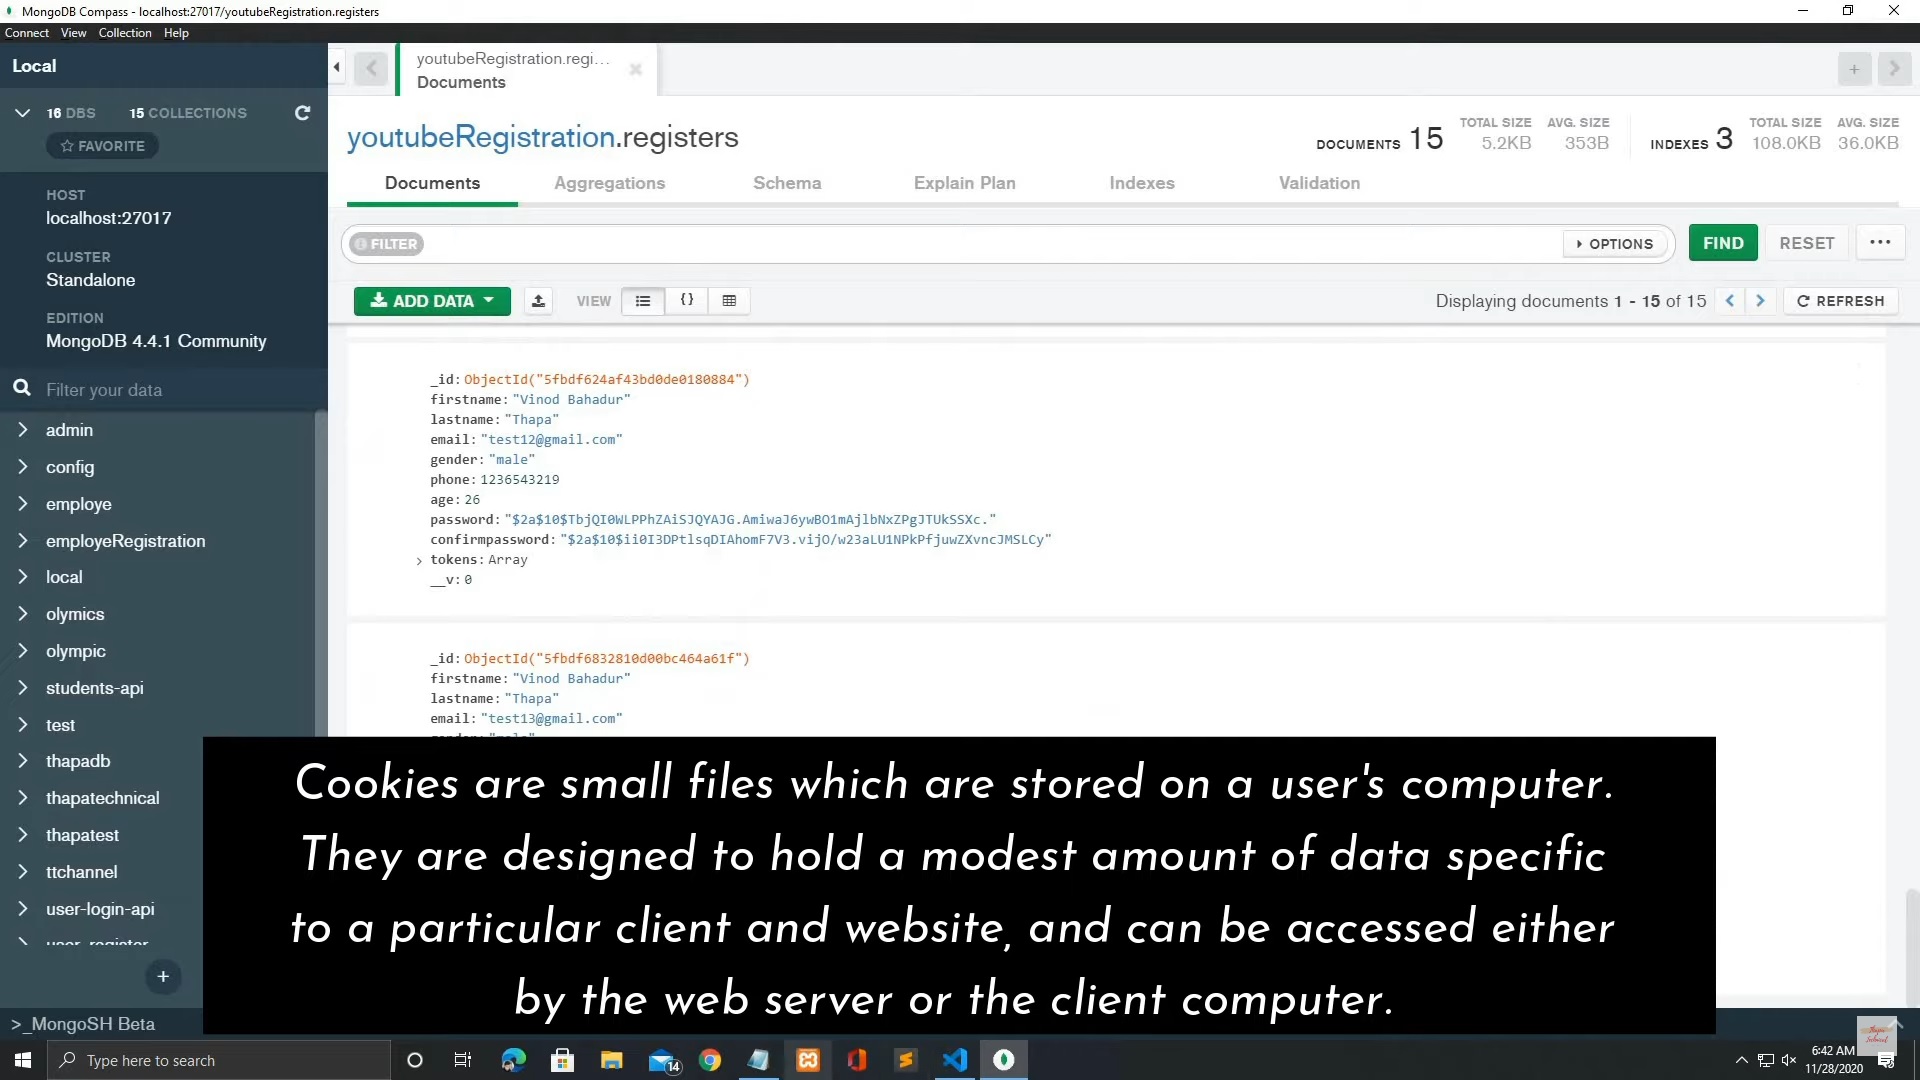 MongoDB Compass - localhost:27017/youtubeRegistration.registers
Connect View Collection Help
Local
16 DBS 15 COLLECTIONS
FAVORITE
HOST
localhost:27017
CLUSTER
Standalone
EDITION
MongoDB 4.4.1 Community
Filter your data
admin
config
employe
employeRegistration
local
olymics
olympic
students-api
test
thapadb
thapatechnical
thapatest
ttchannel
user-login-api
>_MongoSH Beta
youtubeRegistration.regi...
Documents
youtubeRegistration.registers
DOCUMENTS 15 TOTAL SIZE 5.2KB AVG. SIZE 353B INDEXES 3 TOTAL SIZE 108.0KB AVG. SIZE 36.0KB
Documents Aggregations Schema Explain Plan Indexes Validation
FILTER OPTIONS FIND RESET ...
ADD DATA VIEW {} Displaying documents 1 - 15 of 15 REFRESH
_id: ObjectId("5fbdf624af43bd0de0180884")
firstname: "Vinod Bahadur"
lastname: "Thapa"
email: "test12@gmail.com"
gender: "male"
phone: 1236543219
age: 26
password: "$2a$10$TbjQI0WLPPhZAiSJQYAJG.AmiwaJ6ywBO1mAjlbNxZPgJTUkSSXc."
confirmpassword: "$2a$10$ii0I3DPtlsqDIAhomF7V3.vijO/w23aLU1NPkPfjuwZXvncJMSLCy"
tokens: Array
__v: 0
_id: ObjectId("5fbdf6832810d00bc464a61f")
firstname: "Vinod Bahadur"
lastname: "Thapa"
email: "test13@gmail.com"
Cookies are small files which are stored on a user's computer.
They are designed to hold a modest amount of data specific
to a particular client and website, and can be accessed either
by the web server or the client computer.
Type here to search
14
6:42 AM
11/28/2020